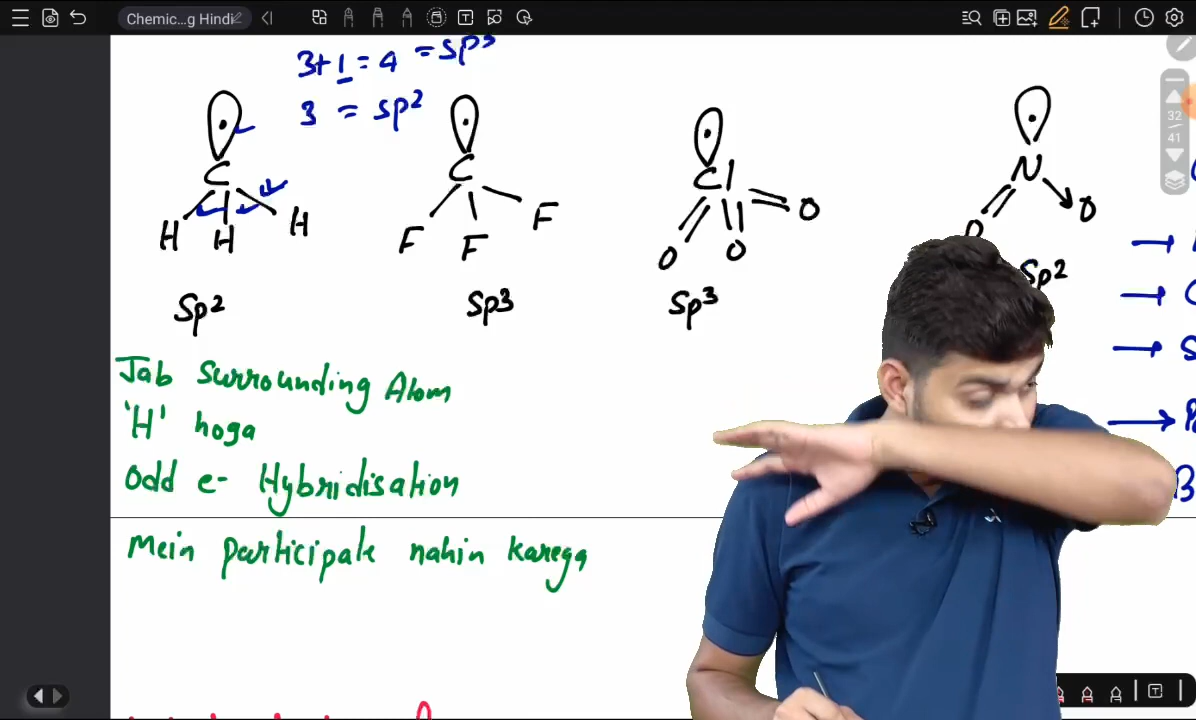 Chemic...g Hindi
3+1=4 =sp3
3 = sp2
C
H H H
sp2
C
F F F
sp3
Cl
O O O
sp3
N
O O
sp2
32
41
Jab surrounding Atom
'H' hoga
Odd e- Hybridisation
Mein participate nahin karega